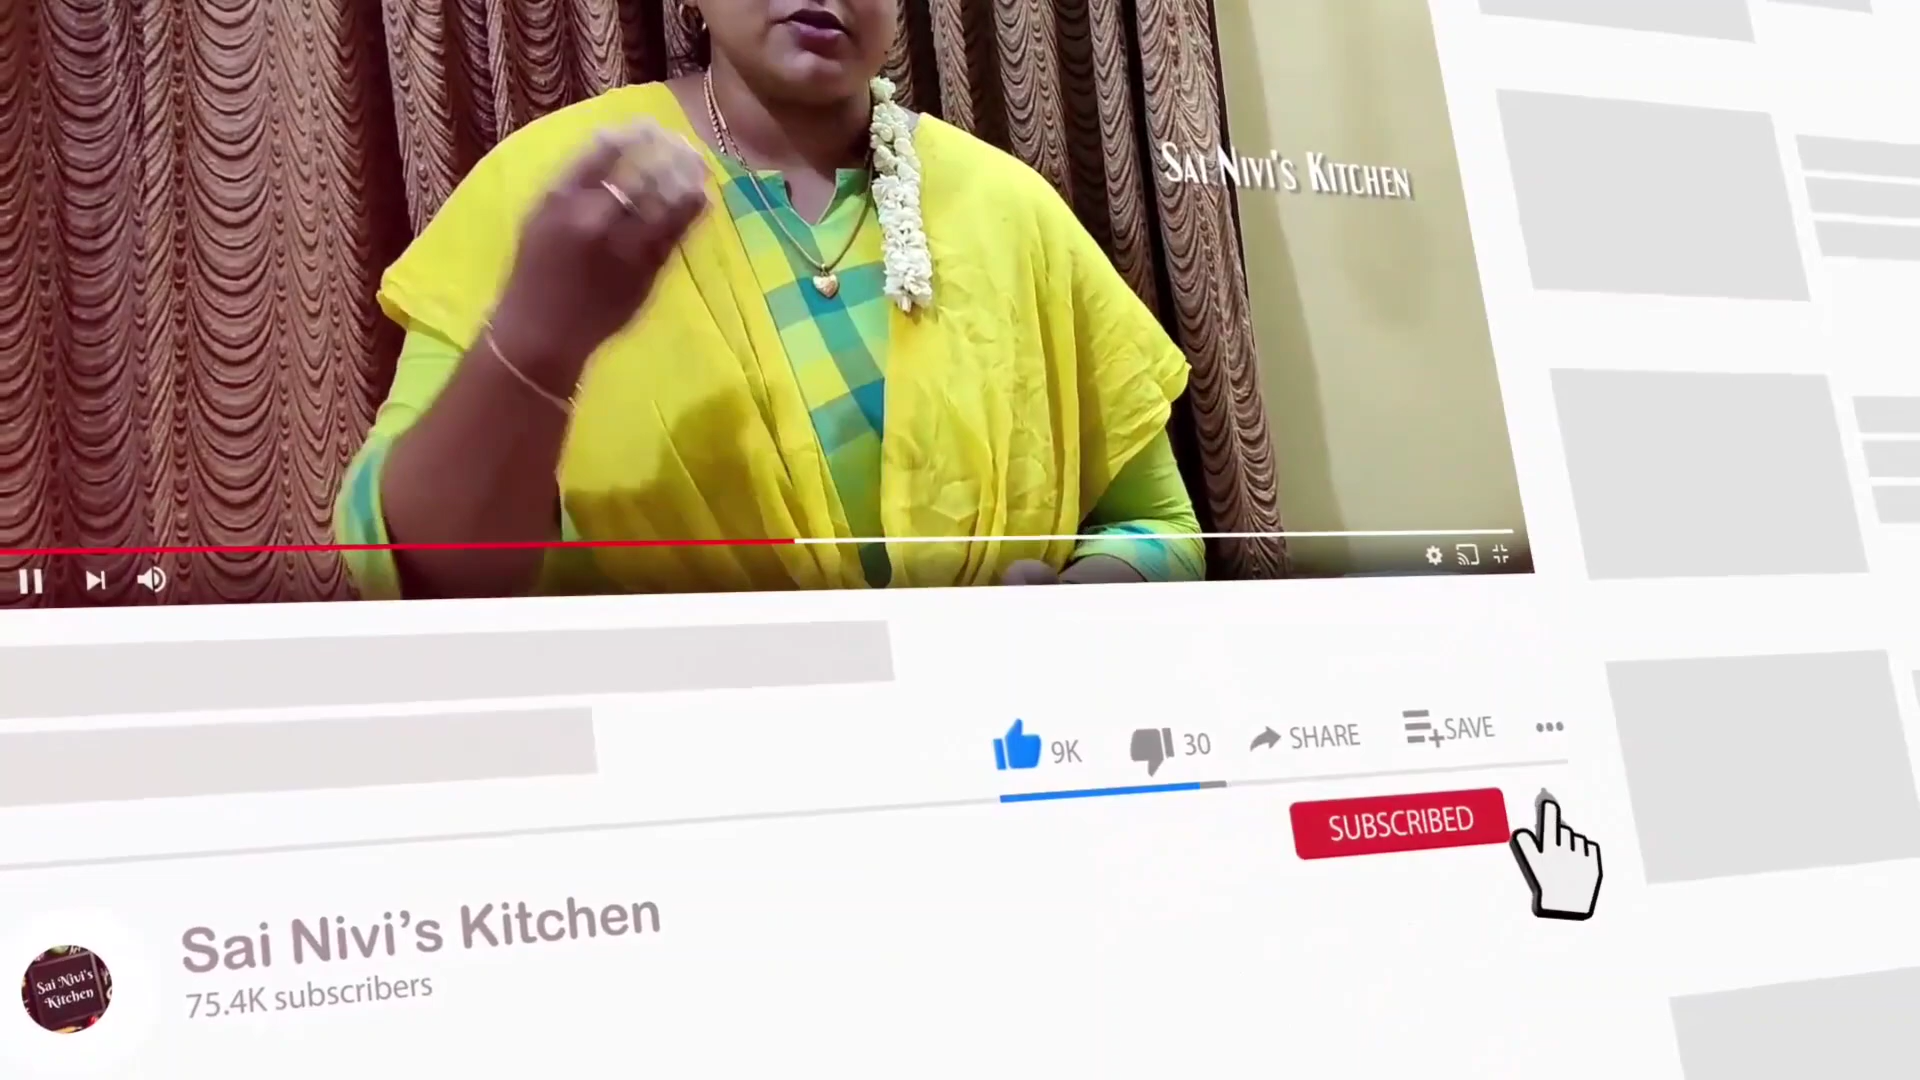 SAI NIVI'S KITCHEN
9K
30
SHARE
SAVE
SUBSCRIBED
Sai Nivi's Kitchen
75.4K subscribers
Sai Nivi's
Kitchen